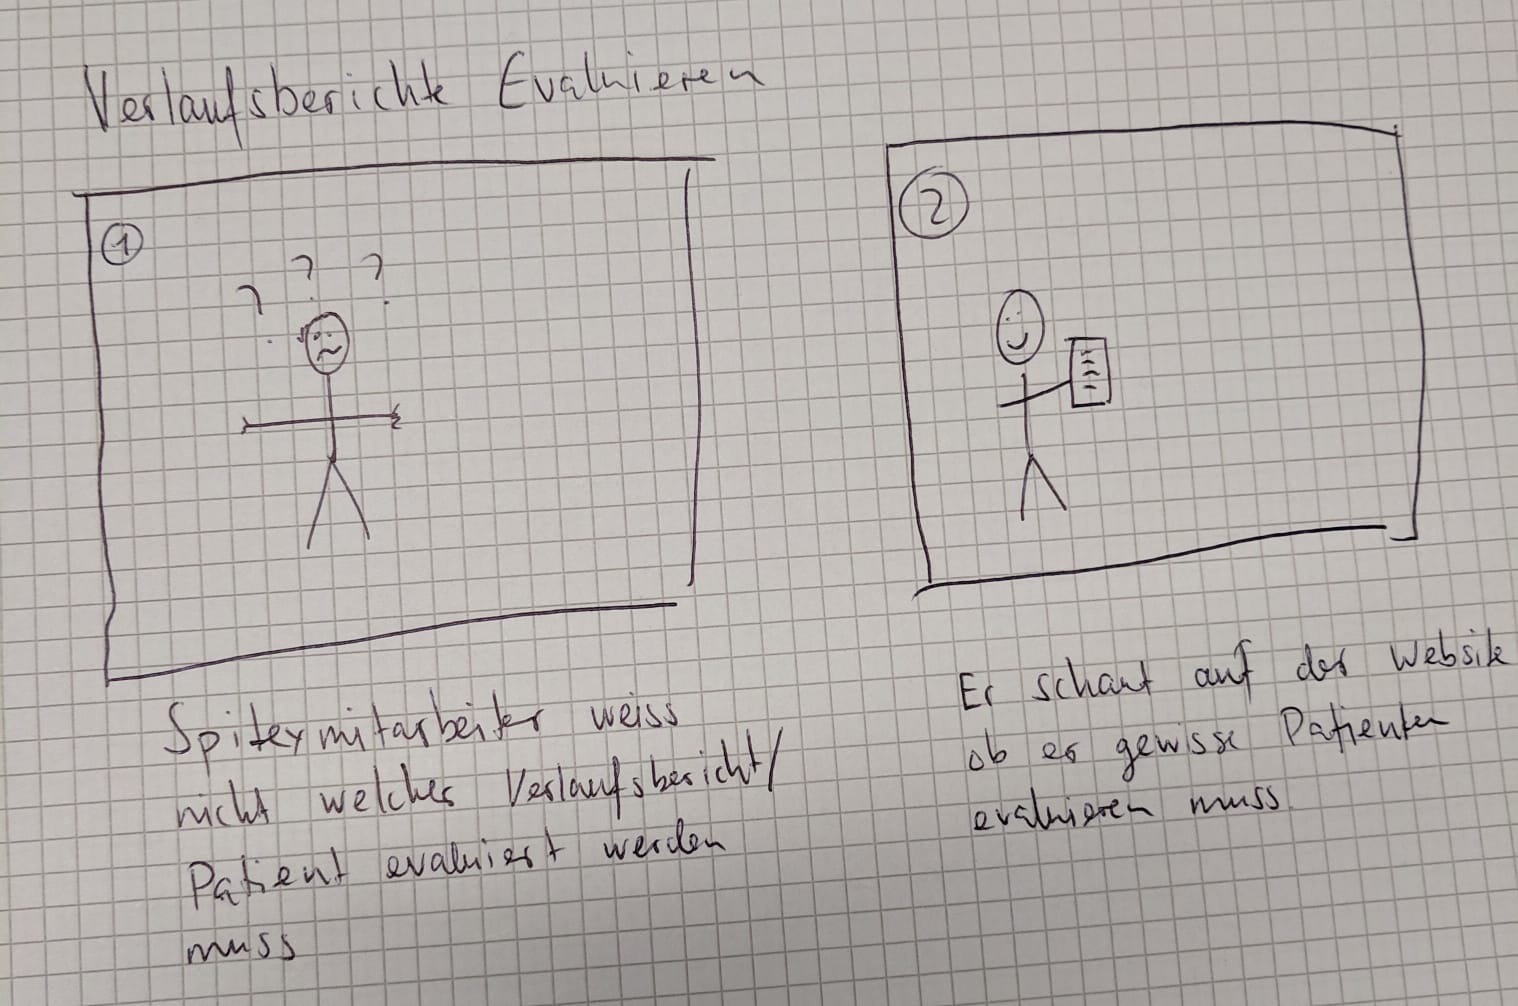 Verlaufsberichte Evaluieren
1
? ? ?
Spitexmitarbeiter weiss
nicht welcher Verlaufsbericht/
Patient evaluiert werden
muss
2
Er schaut auf der Website
ob er gewisse Patienten
evaluieren muss